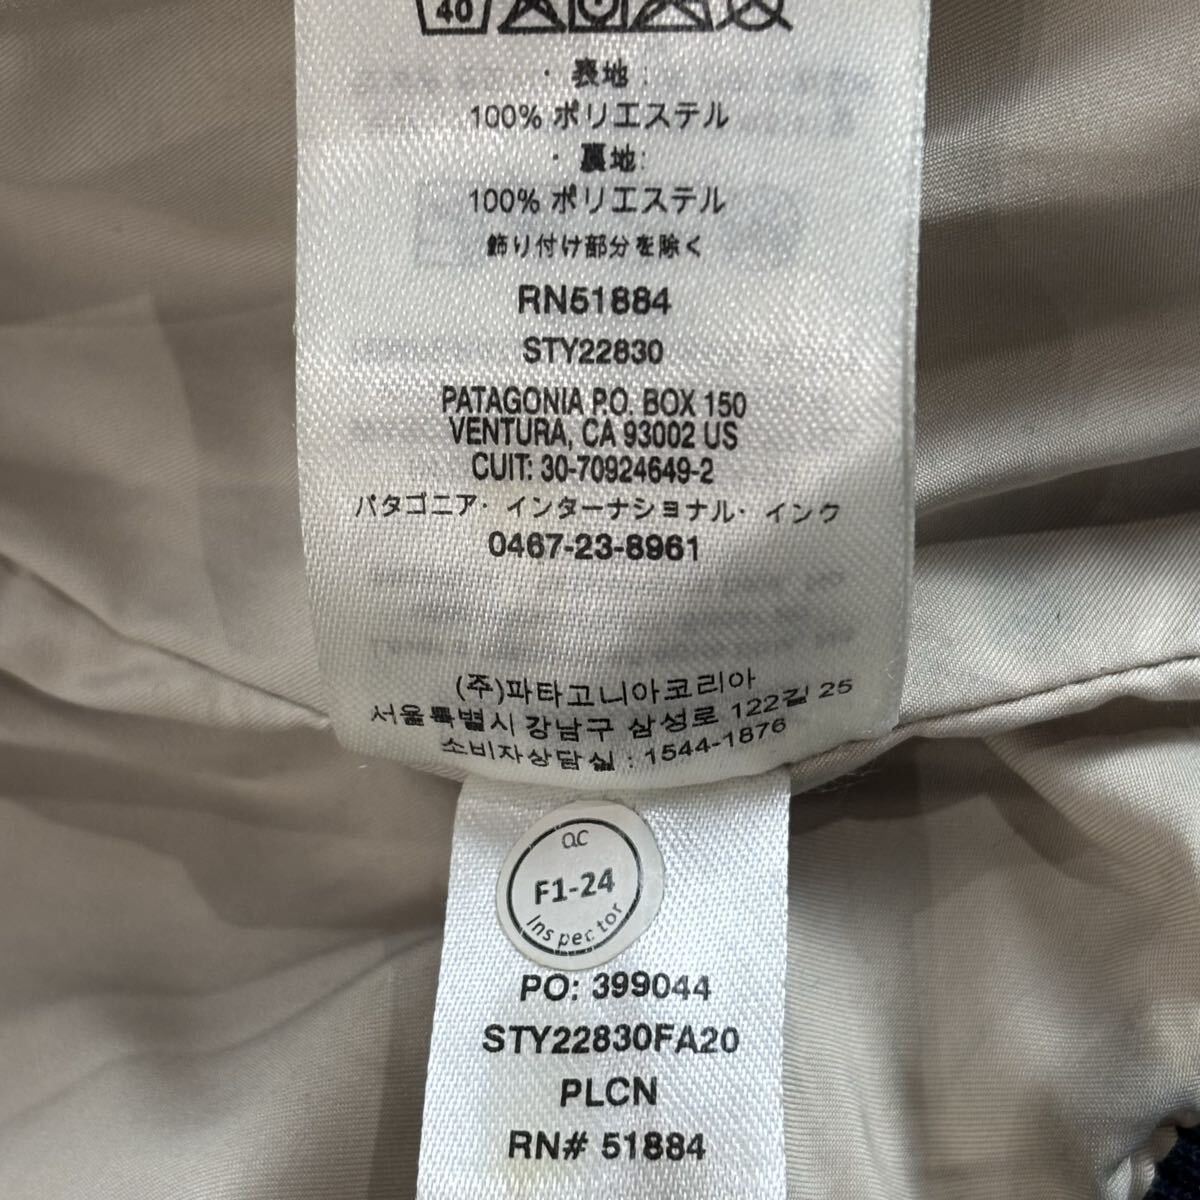 40
・表地:
100% ポリエステル
・裏地:
100% ポリエステル
飾り付け部分を除く
RN51884
STY22830
PATAGONIA P.O. BOX 150
VENTURA, CA 93002 US
CUIT: 30-70924649-2
パタゴニア・インターナショナル・インク
0467-23-8961
(주)파타고니아코리아
서울특별시 강남구 삼성로 122길 25
소비자상담실 : 1544-1876
QC
F1-24
Inspector
PO: 399044
STY22830FA20
PLCN
RN# 51884